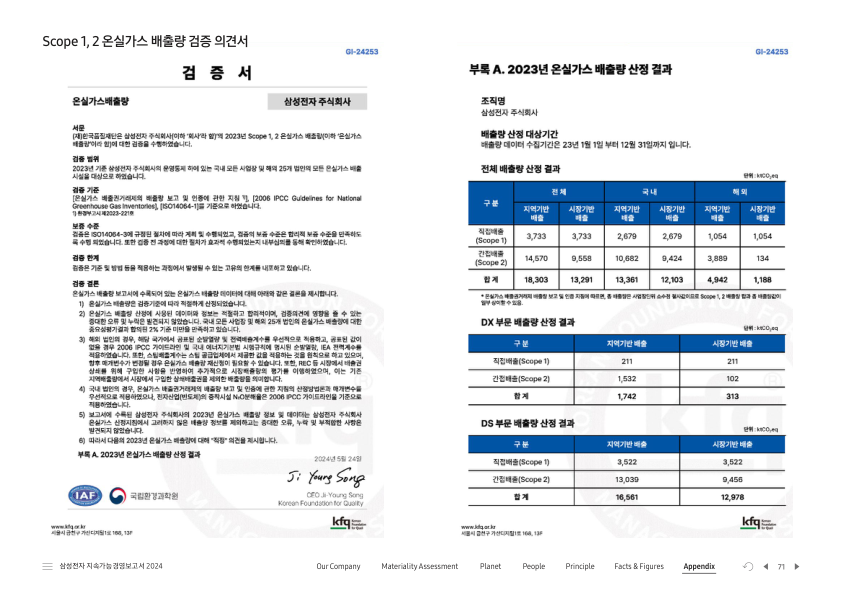 Scope 1, 2 온실가스 배출량 검증 의견서
GI-24253
검 증 서
온실가스배출량
삼성전자 주식회사
서문
(재)한국품질재단은 삼성전자 주식회사(이하 '회사'라 함)'의 2023년 Scope 1, 2 온실가스 배출량(이하 '온실가스
배출량'이라 함)에 대한 검증을 수행하였습니다.
검증 범위
2023년 기준 삼성전자 주식회사의 운영통제 하에 있는 국내 모든 사업장 및 해외 25개 법인의 모든 온실가스 배출
시설을 대상으로 하였습니다.
검증 기준
[온실가스 배출권거래제의 배출량 보고 및 인증에 관한 지침 1)], [2006 IPCC Guidelines for National
Greenhouse Gas Inventories], [ISO14064-1]를 기준으로 하였습니다.
1) 환경부고시 제2023-221호
보증 수준
검증은 ISO14064-3에 규정된 절차에 따라 계획 및 수행되었고, 검증의 보증 수준은 합리적 보증 수준을 만족하도
록 수행 되었습니다. 또한 검증 전 과정에 대한 절차가 효과적 수행되었는지 내부심의를 통해 확인하였습니다.
검증 한계
검증은 기준 및 방법 등을 적용하는 과정에서 발생될 수 있는 고유의 한계를 내포하고 있습니다.
검증 결론
온실가스 배출량 보고서에 수록되어 있는 온실가스 배출량 데이터에 대해 아래와 같은 결론을 제시합니다.
1) 온실가스 배출량은 검증기준에 따라 적절하게 산정되었습니다.
2) 온실가스 배출량 산정에 사용된 데이터와 정보는 적절하고 합리적이며, 검증의견에 영향을 줄 수 있는
중대한 오류 및 누락은 발견되지 않았습니다. 국내 모든 사업장 및 해외 25개 법인의 온실가스 배출량에 대한
중요성평가결과 합의된 2% 기준 미만을 만족하고 있습니다.
3) 해외 법인의 경우, 해당 국가에서 공표된 순발열량 및 전력배출계수를 우선적으로 적용하고, 공표된 값이
없을 경우 2006 IPCC 가이드라인 및 국내 에너지기본법 시행규칙에 명시된 순발열량, IEA 전력계수를
적용하였습니다. 또한, 스팀배출계수는 스팀 공급업체에서 제공한 값을 적용하는 것을 원칙으로 하고 있으며,
향후 매개변수가 변경될 경우 온실가스 배출량 재산정이 필요할 수 있습니다. 또한, REC 등 시장에서 배출권
상쇄를 위해 구입한 사항을 반영하여 추가적으로 시장배출량의 평가를 이행하였으며, 이는 기존
지역배출량에서 시장에서 구입한 상쇄배출권을 제외한 배출량을 의미합니다.
4) 국내 법인의 경우, 온실가스 배출권거래제의 배출량 보고 및 인증에 관한 지침의 산정방법론과 매개변수를
우선적으로 적용하였으나, 전자산업(반도체)의 중착시설 N₂O분해율은 2006 IPCC 가이드라인을 기준으로
적용하였습니다.
5) 보고서에 수록된 삼성전자 주식회사의 2023년 온실가스 배출량 정보 및 데이터는 삼성전자 주식회사
온실가스 산정지침에서 고려하지 않은 배출량 정보를 제외하고는 중대한 오류, 누락 및 부적합한 사항은
발견되지 않았습니다.
6) 따라서 다음의 2023년 온실가스 배출량에 대해 "적정" 의견을 제시합니다.
부록 A. 2023년 온실가스 배출량 산정 결과
2024년 5월 24일
Ji Young Song
CEO Ji-Young Song
Korean Foundation for Quality
IAF
국립환경과학원
kfq Korean Foundation for Quality
www.kfq.or.kr
서울시 금천구 가산디지털1로 168, 13F
GI-24253
부록 A. 2023년 온실가스 배출량 산정 결과
조직명
삼성전자 주식회사
배출량 산정 대상기간
배출량 데이터 수집기간은 23년 1월 1일 부터 12월 31일까지 입니다.
전체 배출량 산정 결과
단위 : ktCO₂eq
구 분 전 체 국 내 해 외
지역기반 배출 시장기반 배출 지역기반 배출 시장기반 배출 지역기반 배출 시장기반 배출
직접배출 (Scope 1) 3,733 3,733 2,679 2,679 1,054 1,054
간접배출 (Scope 2) 14,570 9,558 10,682 9,424 3,889 134
합 계 18,303 13,291 13,361 12,103 4,942 1,188
* 온실가스 배출권거래제 배출량 보고 및 인증 지침에 따르면, 총 배출량은 사업장단위 소수점 절사값이므로 Scope 1, 2 배출량 합과 총 배출량값이
일부 상이할 수 있음.
DX 부문 배출량 산정 결과
단위 : ktCO₂eq
구 분 지역기반 배출 시장기반 배출
직접배출(Scope 1) 211 211
간접배출(Scope 2) 1,532 102
합 계 1,742 313
DS 부문 배출량 산정 결과
단위 : ktCO₂eq
구 분 지역기반 배출 시장기반 배출
직접배출(Scope 1) 3,522 3,522
간접배출(Scope 2) 13,039 9,456
합 계 16,561 12,978
kfq Korean Foundation for Quality
www.kfq.or.kr
서울시 금천구 가산디지털1로 168, 13F
삼성전자 지속가능경영보고서 2024
Our Company Materiality Assessment Planet People Principle Facts & Figures Appendix 71